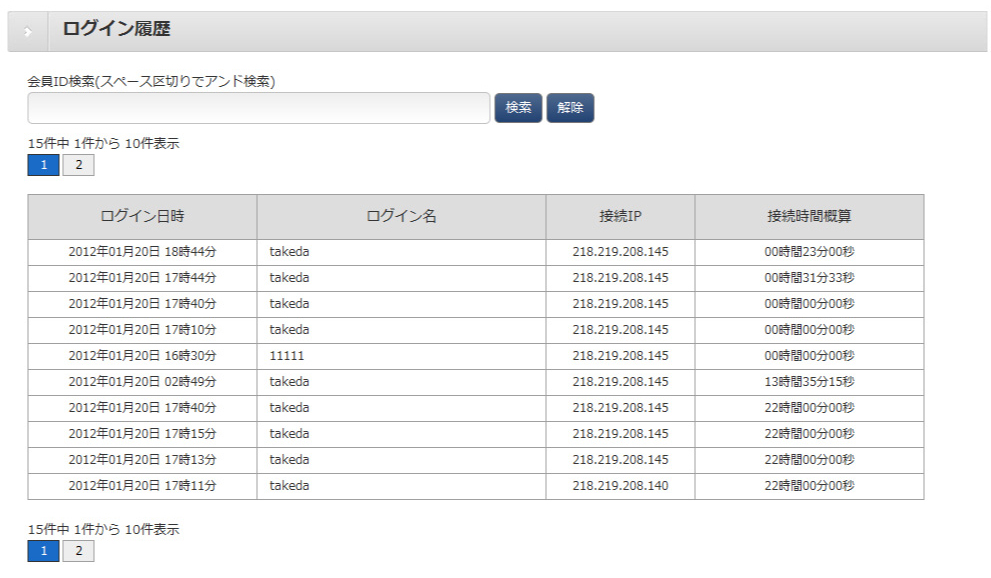 ログイン履歴
会員ID検索(スペース区切りでアンド検索)
検索 解除
15件中 1件から 10件表示
1 2
ログイン日時 ログイン名 接続IP 接続時間概算
2012年01月20日 18時44分 takeda 218.219.208.145 00時間23分00秒
2012年01月20日 17時44分 takeda 218.219.208.145 00時間31分33秒
2012年01月20日 17時40分 takeda 218.219.208.145 00時間00分00秒
2012年01月20日 17時10分 takeda 218.219.208.145 00時間00分00秒
2012年01月20日 16時30分 11111 218.219.208.145 00時間00分00秒
2012年01月20日 02時49分 takeda 218.219.208.145 13時間35分15秒
2012年01月20日 17時40分 takeda 218.219.208.145 22時間00分00秒
2012年01月20日 17時15分 takeda 218.219.208.145 22時間00分00秒
2012年01月20日 17時13分 takeda 218.219.208.145 22時間00分00秒
2012年01月20日 17時11分 takeda 218.219.208.140 22時間00分00秒
15件中 1件から 10件表示
1 2